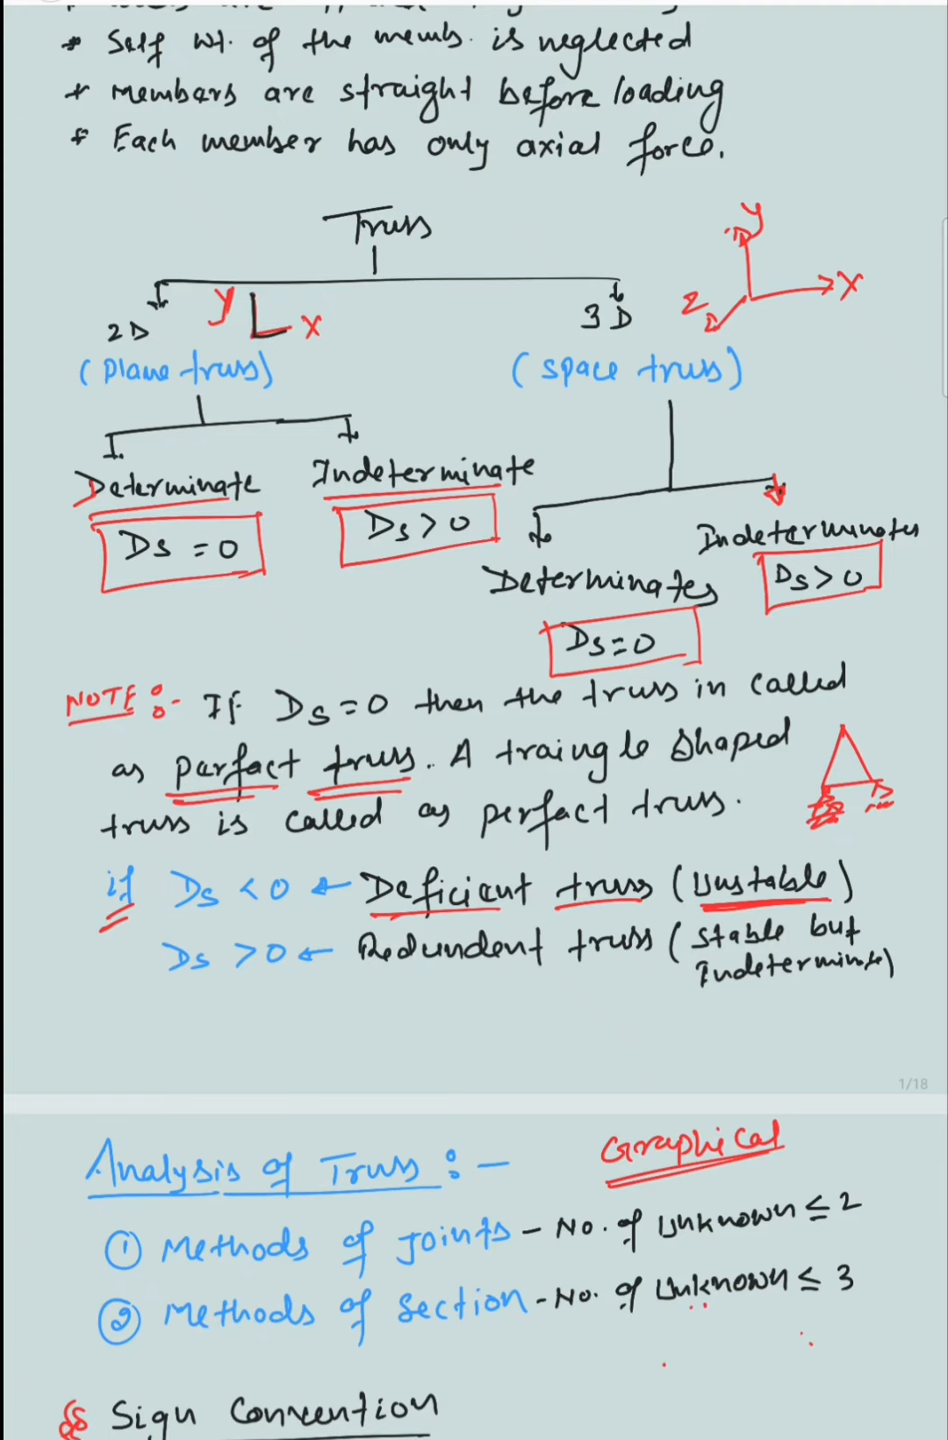 * Self wt. of the memb. is neglected
* Members are straight before loading
* Each member has only axial force.
Truss
y
2D
y
x
3D
z
x
(Plane truss)
(space truss)
Determinate
Indeterminate
Ds = 0
Ds > 0
Indeterminates
Determinates
Ds > 0
Ds = 0
NOTE :- If Ds = 0 then the truss in called
as parfact truss. A traingle shaped
truss is called as perfect truss.
if Ds < 0 ← Deficient truss (Unstable)
Ds > 0 ← Redundent truss (stable but
Indeterminate)
1/18
Analysis of Truss :-
Graphical
① Methods of Joints - No. of Unknown ≤ 2
② Methods of Section - No. of Unknown ≤ 3
Sign Convention